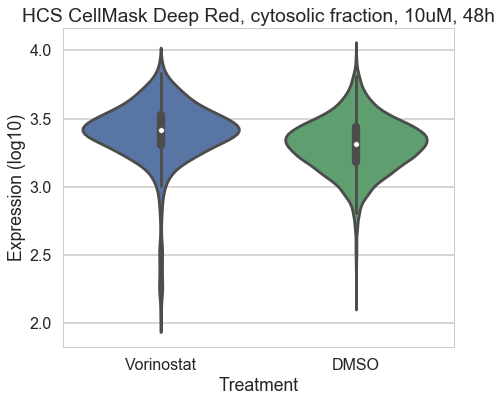 HCS CellMask Deep Red, cytosolic fraction, 10uM, 48h
4.0
3.5
3.0
2.5
2.0
Expression (log10)
Vorinostat DMSO
Treatment